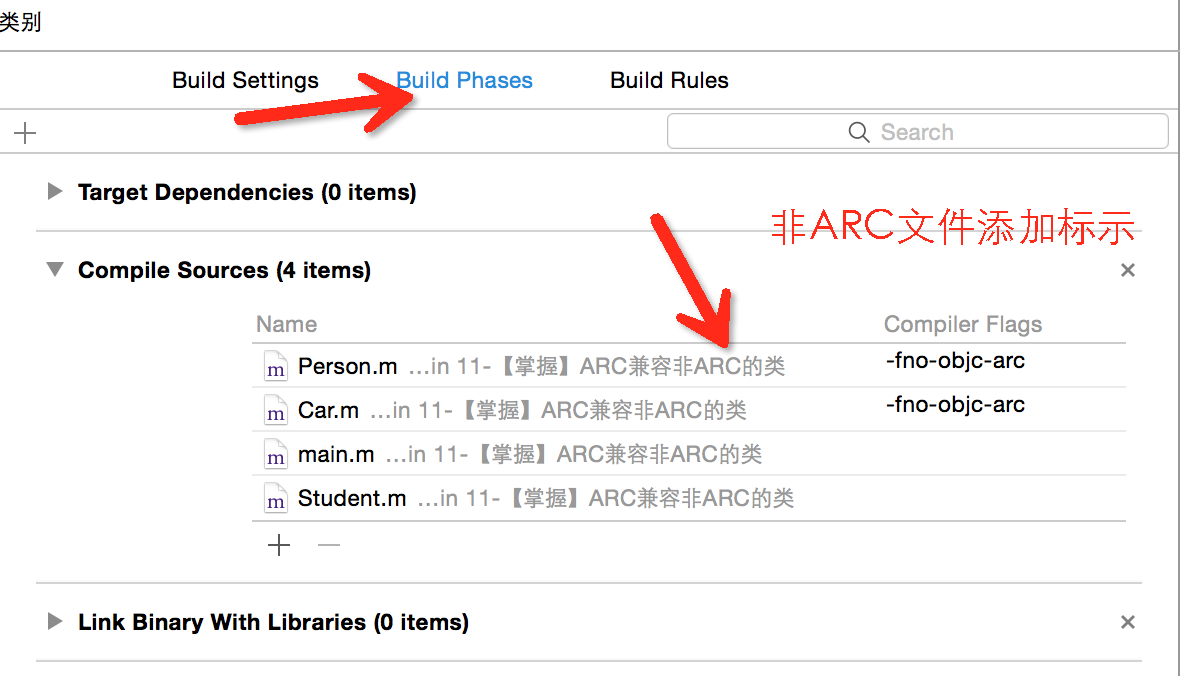 类别
Build Settings Build Phases Build Rules
Search
Target Dependencies (0 items)
非ARC文件添加标示
Compile Sources (4 items)
Name Compiler Flags
m Person.m ...in 11-【掌握】ARC兼容非ARC的类 -fno-objc-arc
m Car.m ...in 11-【掌握】ARC兼容非ARC的类 -fno-objc-arc
m main.m ...in 11-【掌握】ARC兼容非ARC的类
m Student.m ...in 11-【掌握】ARC兼容非ARC的类
Link Binary With Libraries (0 items)